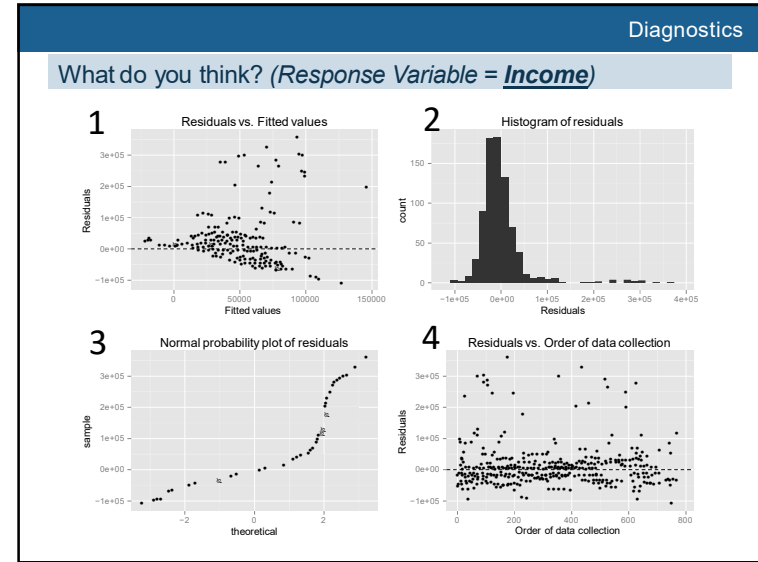 Diagnostics
What do you think? (Response Variable = Income)
1
Residuals vs. Fitted values
3e+05
2e+05
1e+05
0e+00
−1e+05
Residuals
0
50000
100000
150000
Fitted values
2
Histogram of residuals
150
100
50
0
count
−1e+05
0e+00
1e+05
2e+05
3e+05
4e+05
Residuals
3
Normal probability plot of residuals
3e+05
2e+05
1e+05
0e+00
−1e+05
sample
−2
0
2
theoretical
4
Residuals vs. Order of data collection
3e+05
2e+05
1e+05
0e+00
−1e+05
Residuals
0
200
400
600
800
Order of data collection